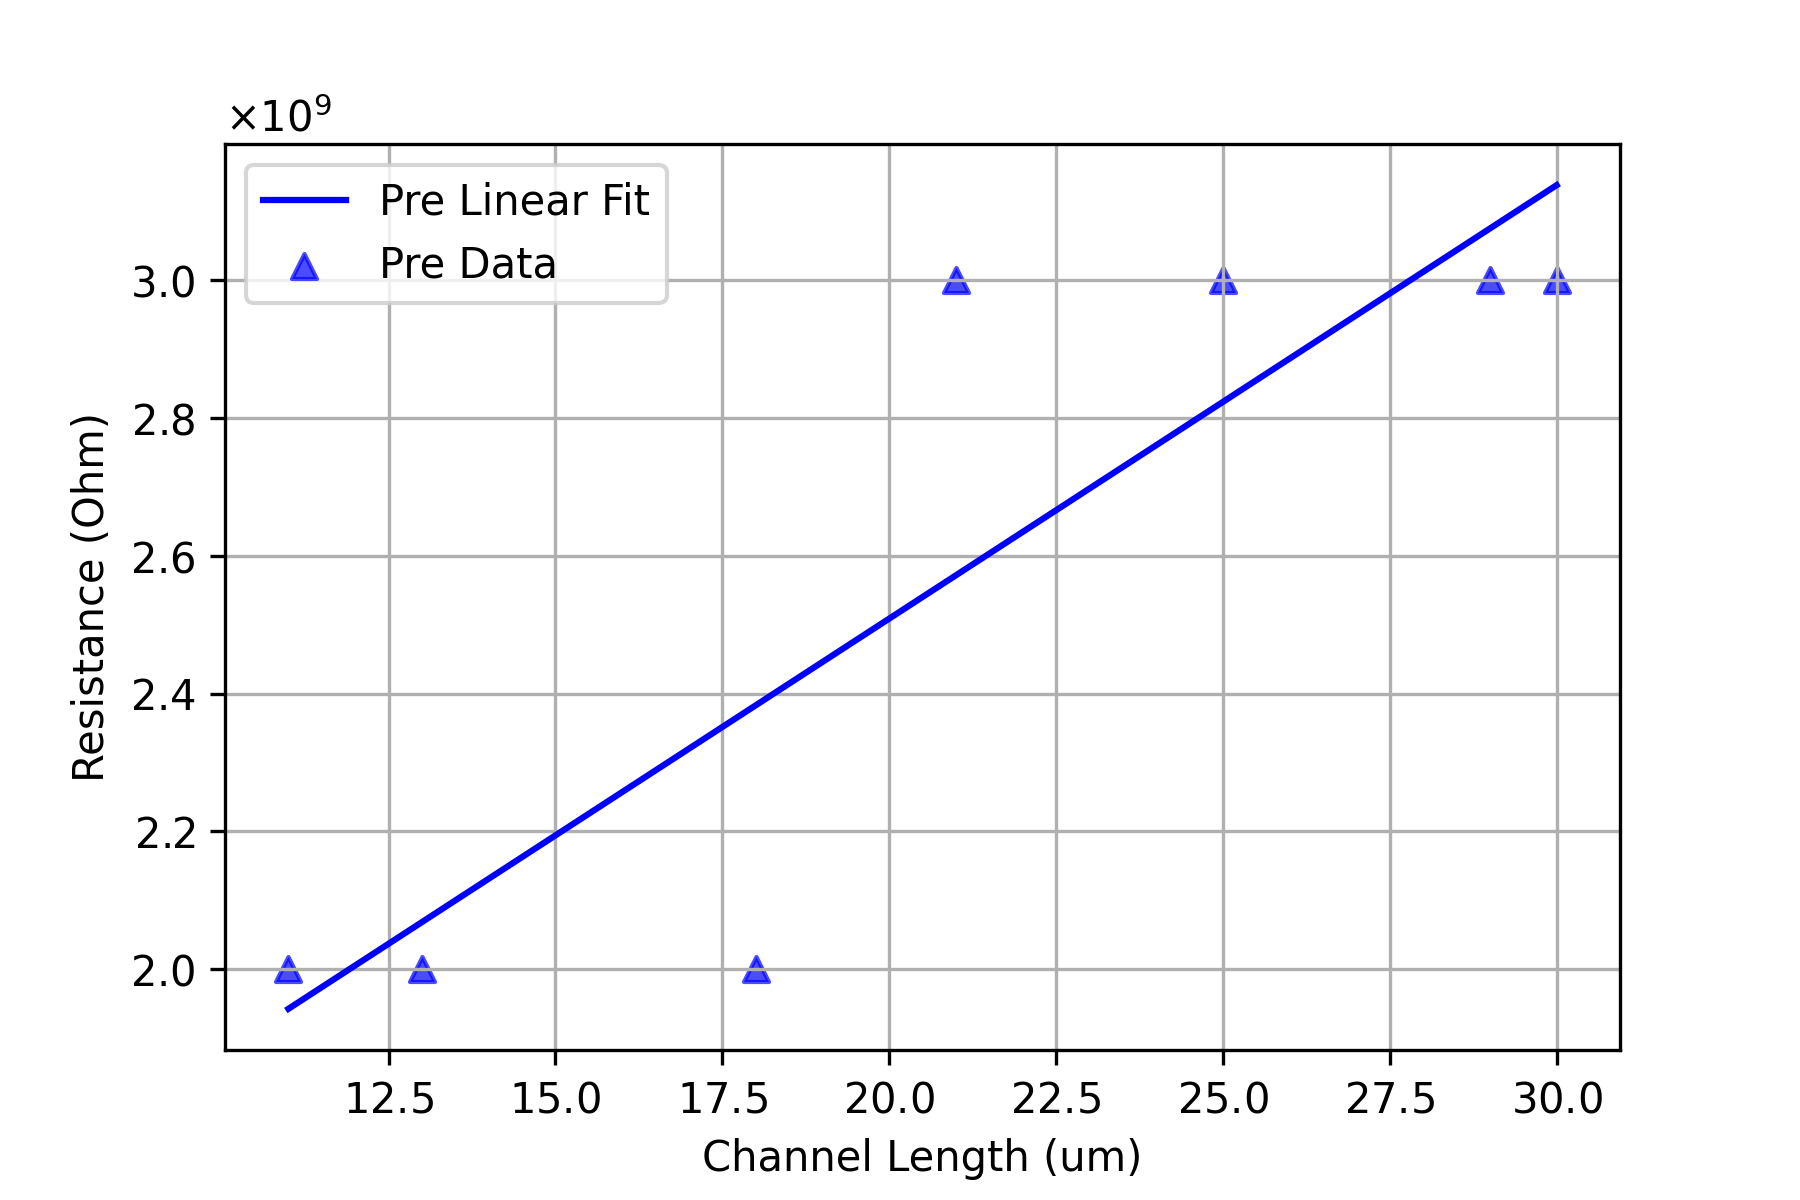 ×10⁹
Pre Linear Fit
Pre Data
3.0
2.8
2.6
2.4
2.2
2.0
Resistance (Ohm)
12.5 15.0 17.5 20.0 22.5 25.0 27.5 30.0
Channel Length (um)